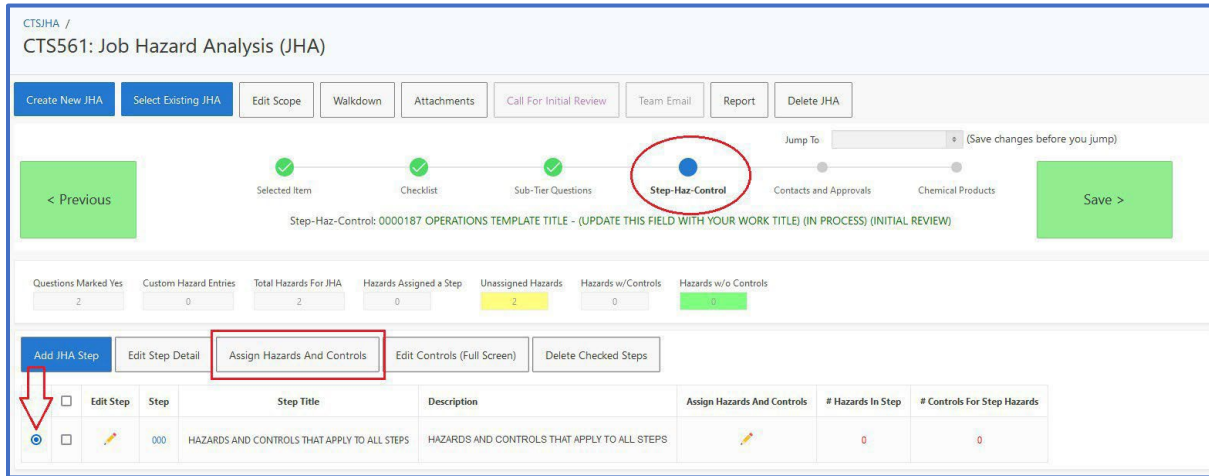 CTSJHA /
CTS561: Job Hazard Analysis (JHA)
Create New JHA Select Existing JHA Edit Scope Walkdown Attachments Call For Initial Review Team Email Report Delete JHA
Jump To (Save changes before you jump)
< Previous
Selected Item Checklist Sub-Tier Questions Step-Haz-Control Contacts and Approvals Chemical Products
Save >
Step-Haz-Control: 0000187 OPERATIONS TEMPLATE TITLE - (UPDATE THIS FIELD WITH YOUR WORK TITLE) (IN PROCESS) (INITIAL REVIEW)
Questions Marked Yes Custom Hazard Entries Total Hazards For JHA Hazards Assigned a Step Unassigned Hazards Hazards w/Controls Hazards w/o Controls
2 0 2 0 2 0 0
Add JHA Step Edit Step Detail Assign Hazards And Controls Edit Controls (Full Screen) Delete Checked Steps
Edit Step Step Step Title Description Assign Hazards And Controls # Hazards In Step # Controls For Step Hazards
000 HAZARDS AND CONTROLS THAT APPLY TO ALL STEPS HAZARDS AND CONTROLS THAT APPLY TO ALL STEPS 0 0